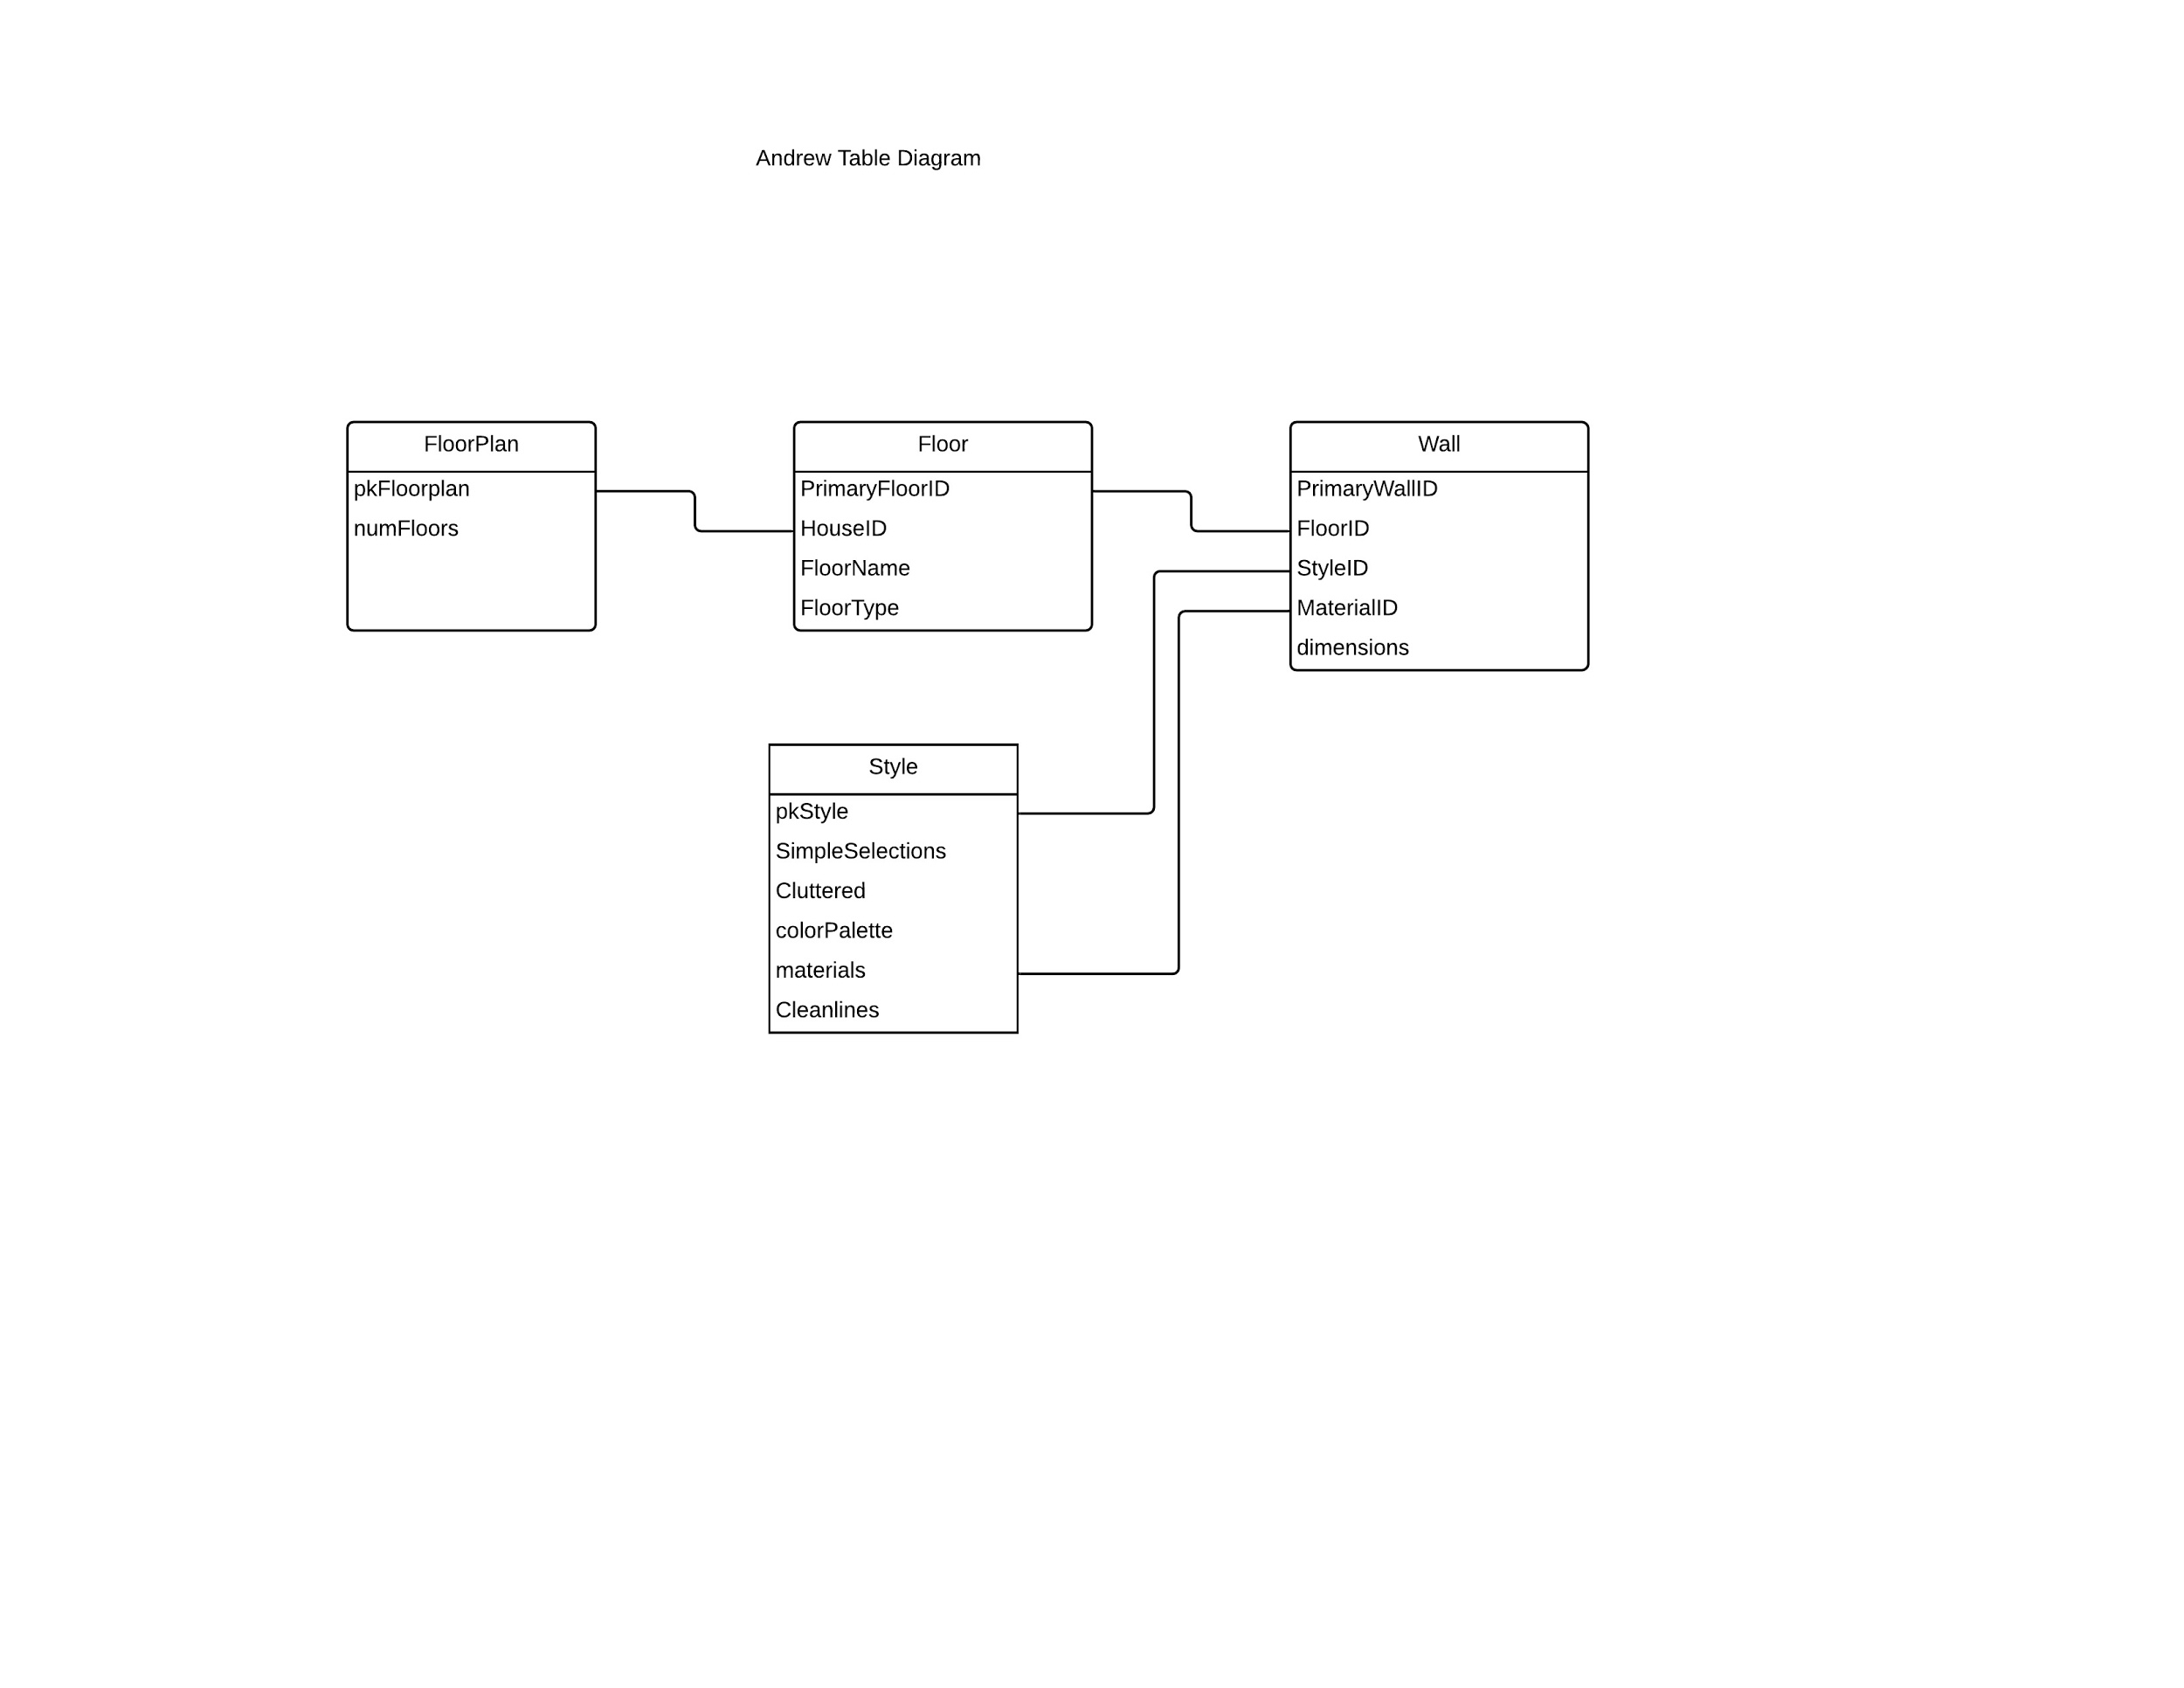 Andrew Table Diagram
FloorPlan
pkFloorplan
numFloors
Floor
PrimaryFloorID
HouseID
FloorName
FloorType
Wall
PrimaryWallID
FloorID
StyleID
MaterialID
dimensions
Style
pkStyle
SimpleSelections
Cluttered
colorPalette
materials
Cleanlines